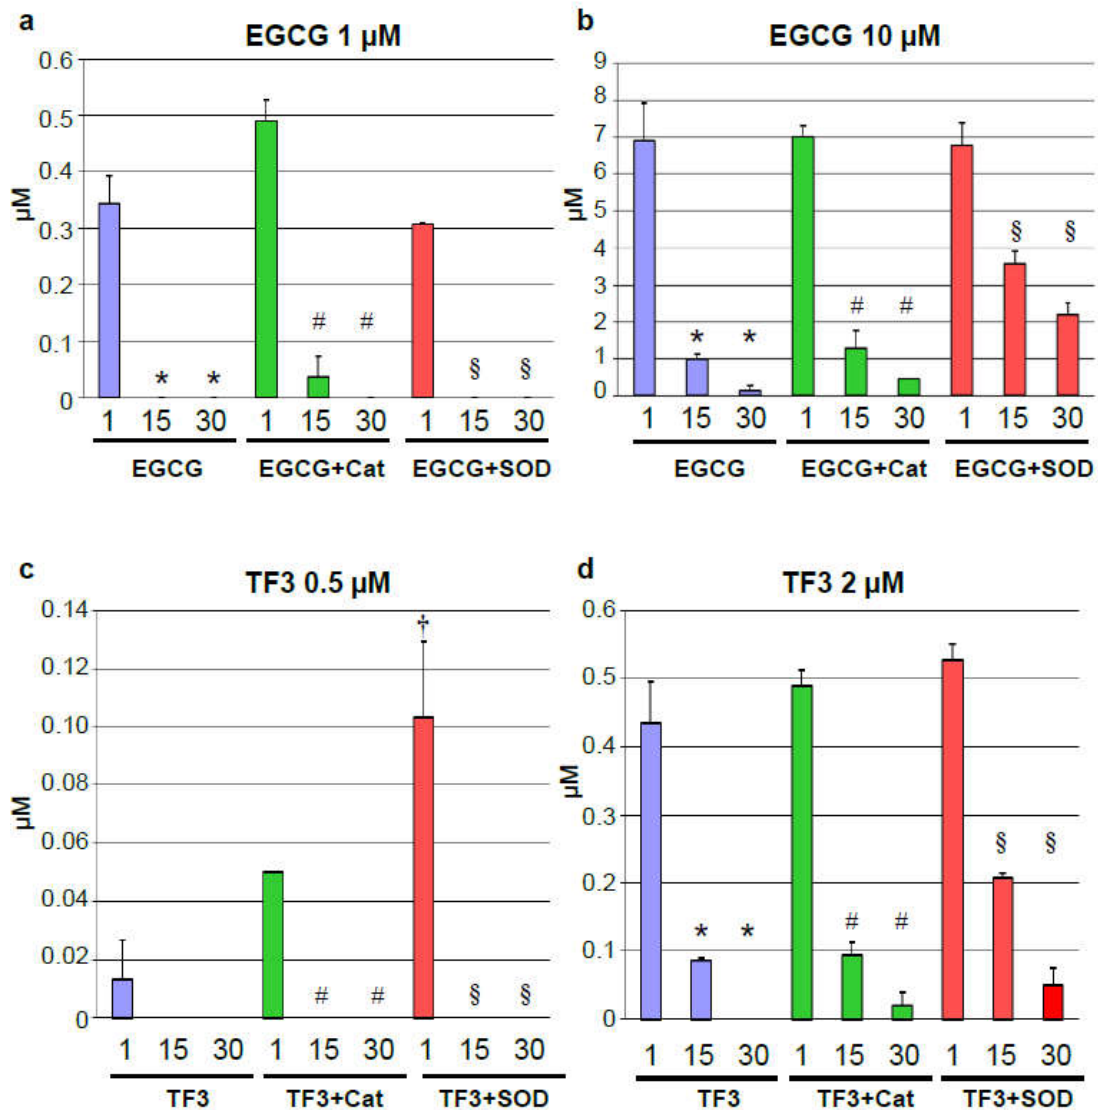 a
EGCG 1 µM
0.6
0.5
0.4
0.3
0.2
0.1
0
µM
#
#
*
*
§
§
1 15 30 1 15 30 1 15 30
EGCG EGCG+Cat EGCG+SOD
b
EGCG 10 µM
9
8
7
6
5
4
3
2
1
0
µM
§
§
#
#
*
*
1 15 30 1 15 30 1 15 30
EGCG EGCG+Cat EGCG+SOD
c
TF3 0.5 µM
0.14
0.12
0.10
0.08
0.06
0.04
0.02
0
µM
†
#
#
§
§
1 15 30 1 15 30 1 15 30
TF3 TF3+Cat TF3+SOD
d
TF3 2 µM
0.6
0.5
0.4
0.3
0.2
0.1
0
µM
§
§
#
#
*
*
1 15 30 1 15 30 1 15 30
TF3 TF3+Cat TF3+SOD